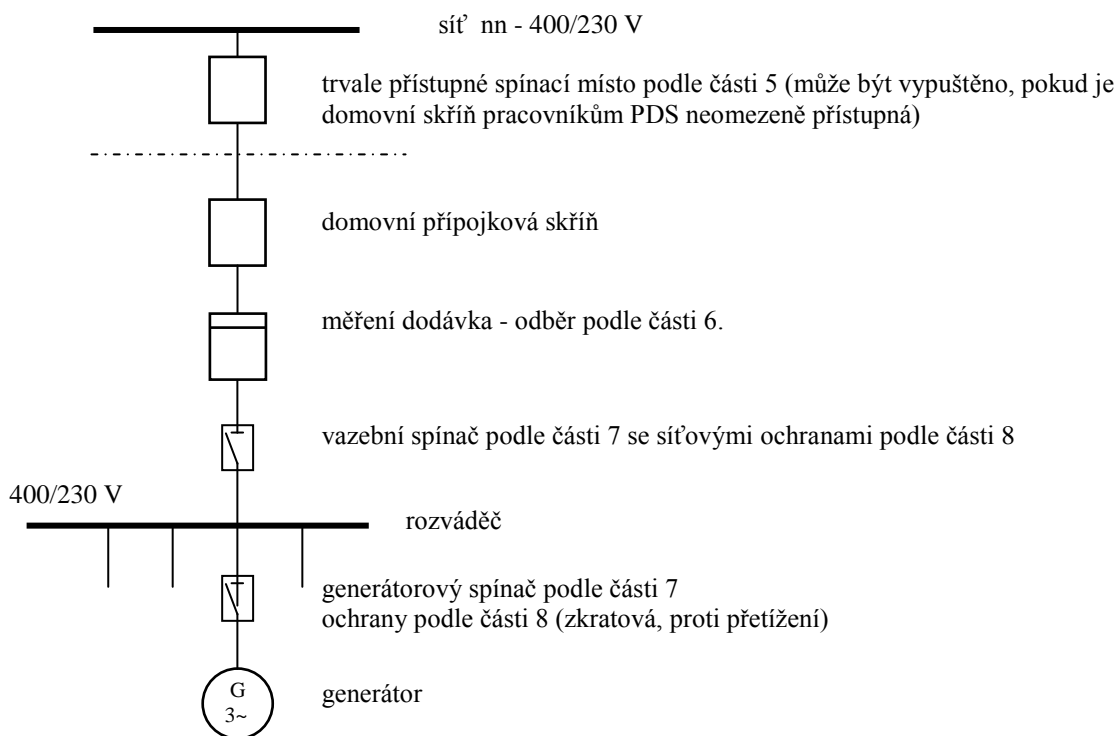 síť nn - 400/230 V
trvale přístupné spínací místo podle části 5 (může být vypuštěno, pokud je
domovní skříň pracovníkům PDS neomezeně přístupná)
domovní přípojková skříň
měření dodávka - odběr podle části 6.
vazební spínač podle části 7 se síťovými ochranami podle části 8
400/230 V
rozváděč
generátorový spínač podle části 7
ochrany podle části 8 (zkratová, proti přetížení)
G
3~
generátor